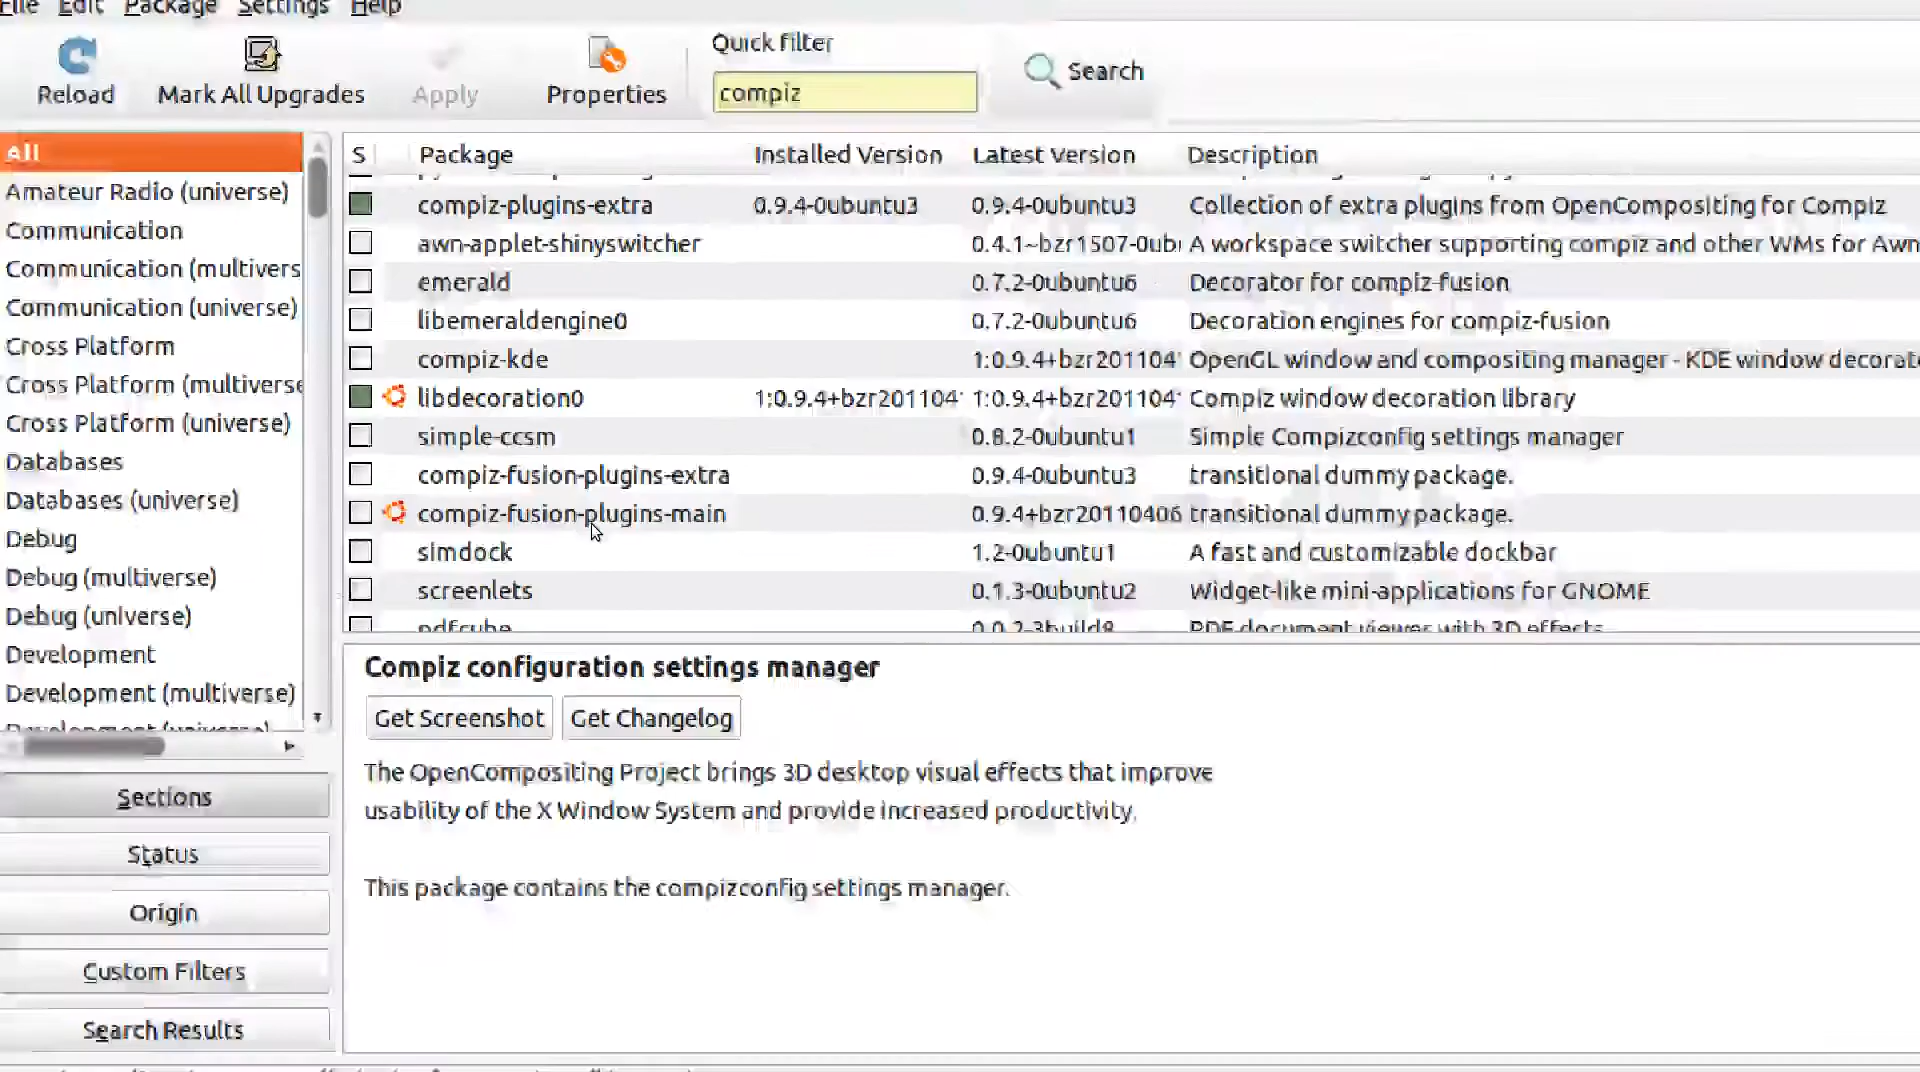 File Edit Package Settings Help
Reload Mark All Upgrades Apply Properties
Quick filter
compiz
Search
All
Amateur Radio (universe)
Communication
Communication (multivers
Communication (universe)
Cross Platform
Cross Platform (multiverse
Cross Platform (universe)
Databases
Databases (universe)
Debug
Debug (multiverse)
Debug (universe)
Development
Development (multiverse)
Development (universe)
Sections
Status
Origin
Custom Filters
Search Results
S Package Installed Version Latest Version Description
compiz-plugins-extra 0.9.4-0ubuntu3 0.9.4-0ubuntu3 Collection of extra plugins from OpenCompositing for Compiz
awn-applet-shinyswitcher 0.4.1~bzr1507-0ubu A workspace switcher supporting compiz and other WMs for Awn
emerald 0.7.2-0ubuntu6 Decorator for compiz-fusion
libemeraldengine0 0.7.2-0ubuntu6 Decoration engines for compiz-fusion
compiz-kde 1:0.9.4+bzr201104 OpenGL window and compositing manager - KDE window decorat
libdecoration0 1:0.9.4+bzr201104 1:0.9.4+bzr201104 Compiz window decoration library
simple-ccsm 0.8.2-0ubuntu1 Simple Compizconfig settings manager
compiz-fusion-plugins-extra 0.9.4-0ubuntu3 transitional dummy package.
compiz-fusion-plugins-main 0.9.4+bzr20110406 transitional dummy package.
simdock 1.2-0ubuntu1 A fast and customizable dockbar
screenlets 0.1.3-0ubuntu2 Widget-like mini-applications for GNOME
pdfcube 0.0.2-3build8 PDF document viewer with 3D effects
Compiz configuration settings manager
Get Screenshot Get Changelog
The OpenCompositing Project brings 3D desktop visual effects that improve
usability of the X Window System and provide increased productivity.
This package contains the compizconfig settings manager.